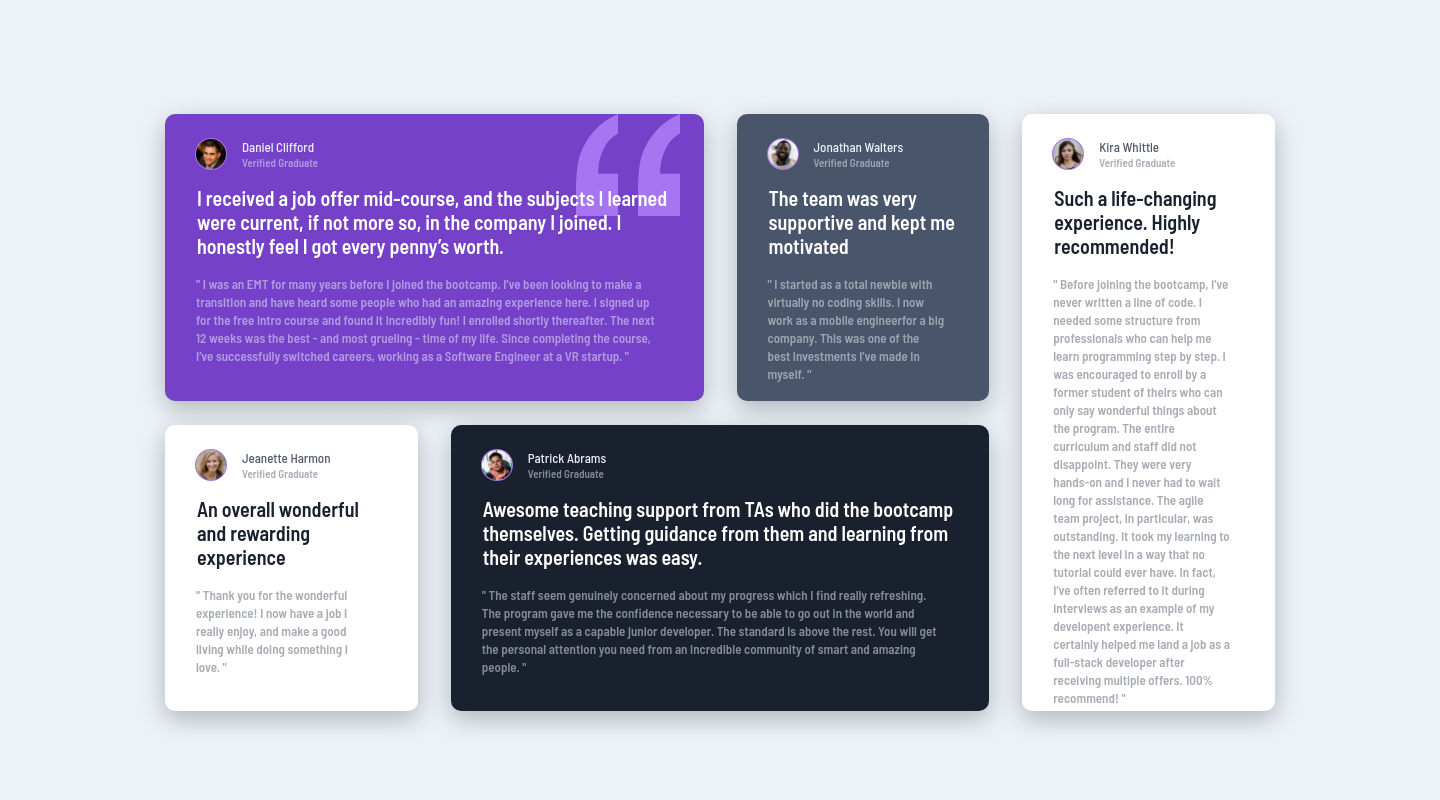 Daniel Clifford
Verified Graduate
I received a job offer mid-course, and the subjects I learned
were current, if not more so, in the company I joined. I
honestly feel I got every penny’s worth.
" I was an EMT for many years before I joined the bootcamp. I’ve been looking to make a
transition and have heard some people who had an amazing experience here. I signed up
for the free intro course and found it incredibly fun! I enrolled shortly thereafter. The next
12 weeks was the best - and most grueling - time of my life. Since completing the course,
I’ve successfully switched careers, working as a Software Engineer at a VR startup. "
Jonathan Walters
Verified Graduate
The team was very
supportive and kept me
motivated
" I started as a total newbie with
virtually no coding skills. I now
work as a mobile engineerfor a big
company. This was one of the
best investments I’ve made in
myself. "
Kira Whittle
Verified Graduate
Such a life-changing
experience. Highly
recommended!
" Before joining the bootcamp, I’ve
never written a line of code. I
needed some structure from
professionals who can help me
learn programming step by step. I
was encouraged to enroll by a
former student of theirs who can
only say wonderful things about
the program. The entire
curriculum and staff did not
disappoint. They were very
hands-on and I never had to wait
long for assistance. The agile
team project, in particular, was
outstanding. It took my learning to
the next level in a way that no
tutorial could ever have. In fact,
I’ve often referred to it during
interviews as an example of my
developent experience. It
certainly helped me land a job as a
full-stack developer after
receiving multiple offers. 100%
recommend! "
Jeanette Harmon
Verified Graduate
An overall wonderful
and rewarding
experience
" Thank you for the wonderful
experience! I now have a job I
really enjoy, and make a good
living while doing something I
love. "
Patrick Abrams
Verified Graduate
Awesome teaching support from TAs who did the bootcamp
themselves. Getting guidance from them and learning from
their experiences was easy.
" The staff seem genuinely concerned about my progress which I find really refreshing.
The program gave me the confidence necessary to be able to go out in the world and
present myself as a capable junior developer. The standard is above the rest. You will get
the personal attention you need from an incredible community of smart and amazing
people. "